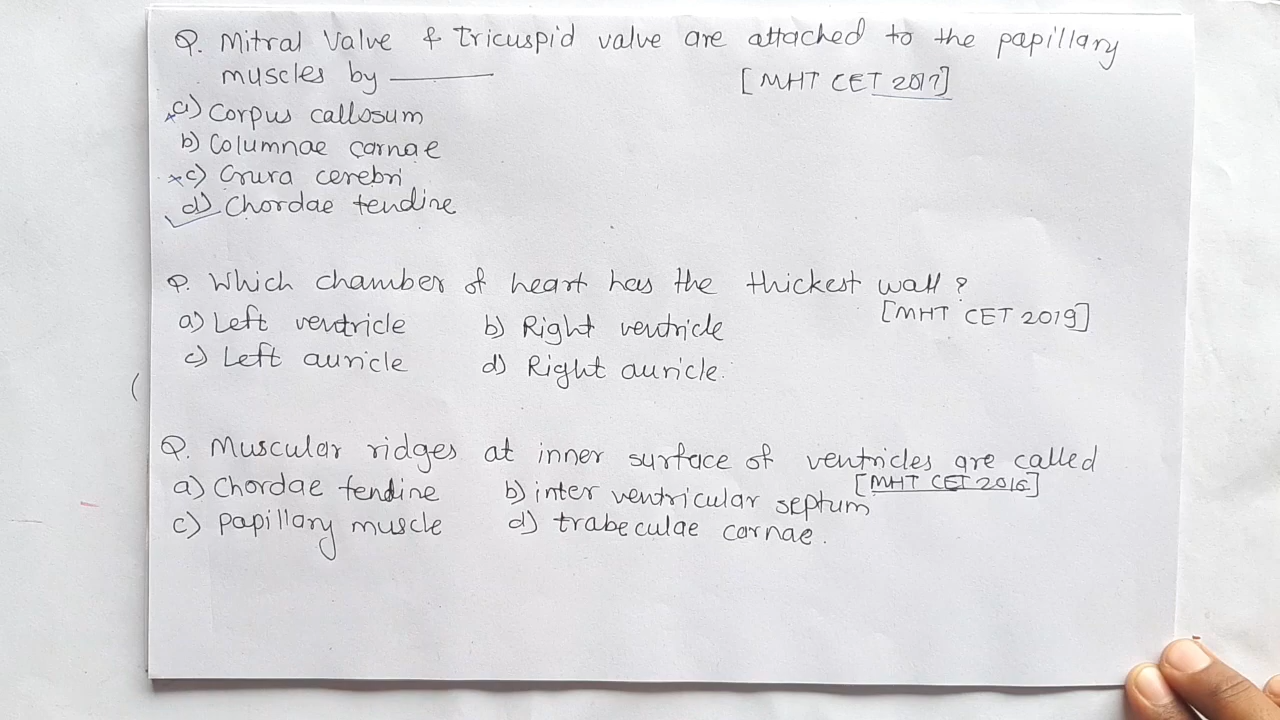 Q. Mitral Valve & tricuspid valve are attached to the papillary
muscles by ———
[MHT CET 2017]
a) Corpus callosum
b) Columnae carnae
c) Crura cerebri
d) Chordae tendine
Q. Which chamber of heart has the thickest wall?
[MHT CET 2019]
a) Left ventricle b) Right ventricle
c) Left auricle d) Right auricle.
Q. Muscular ridges at inner surface of ventricles are called
[MHT CET 2016]
a) Chordae tendine b) inter ventricular septum
c) papillary muscle d) trabeculae carnae.